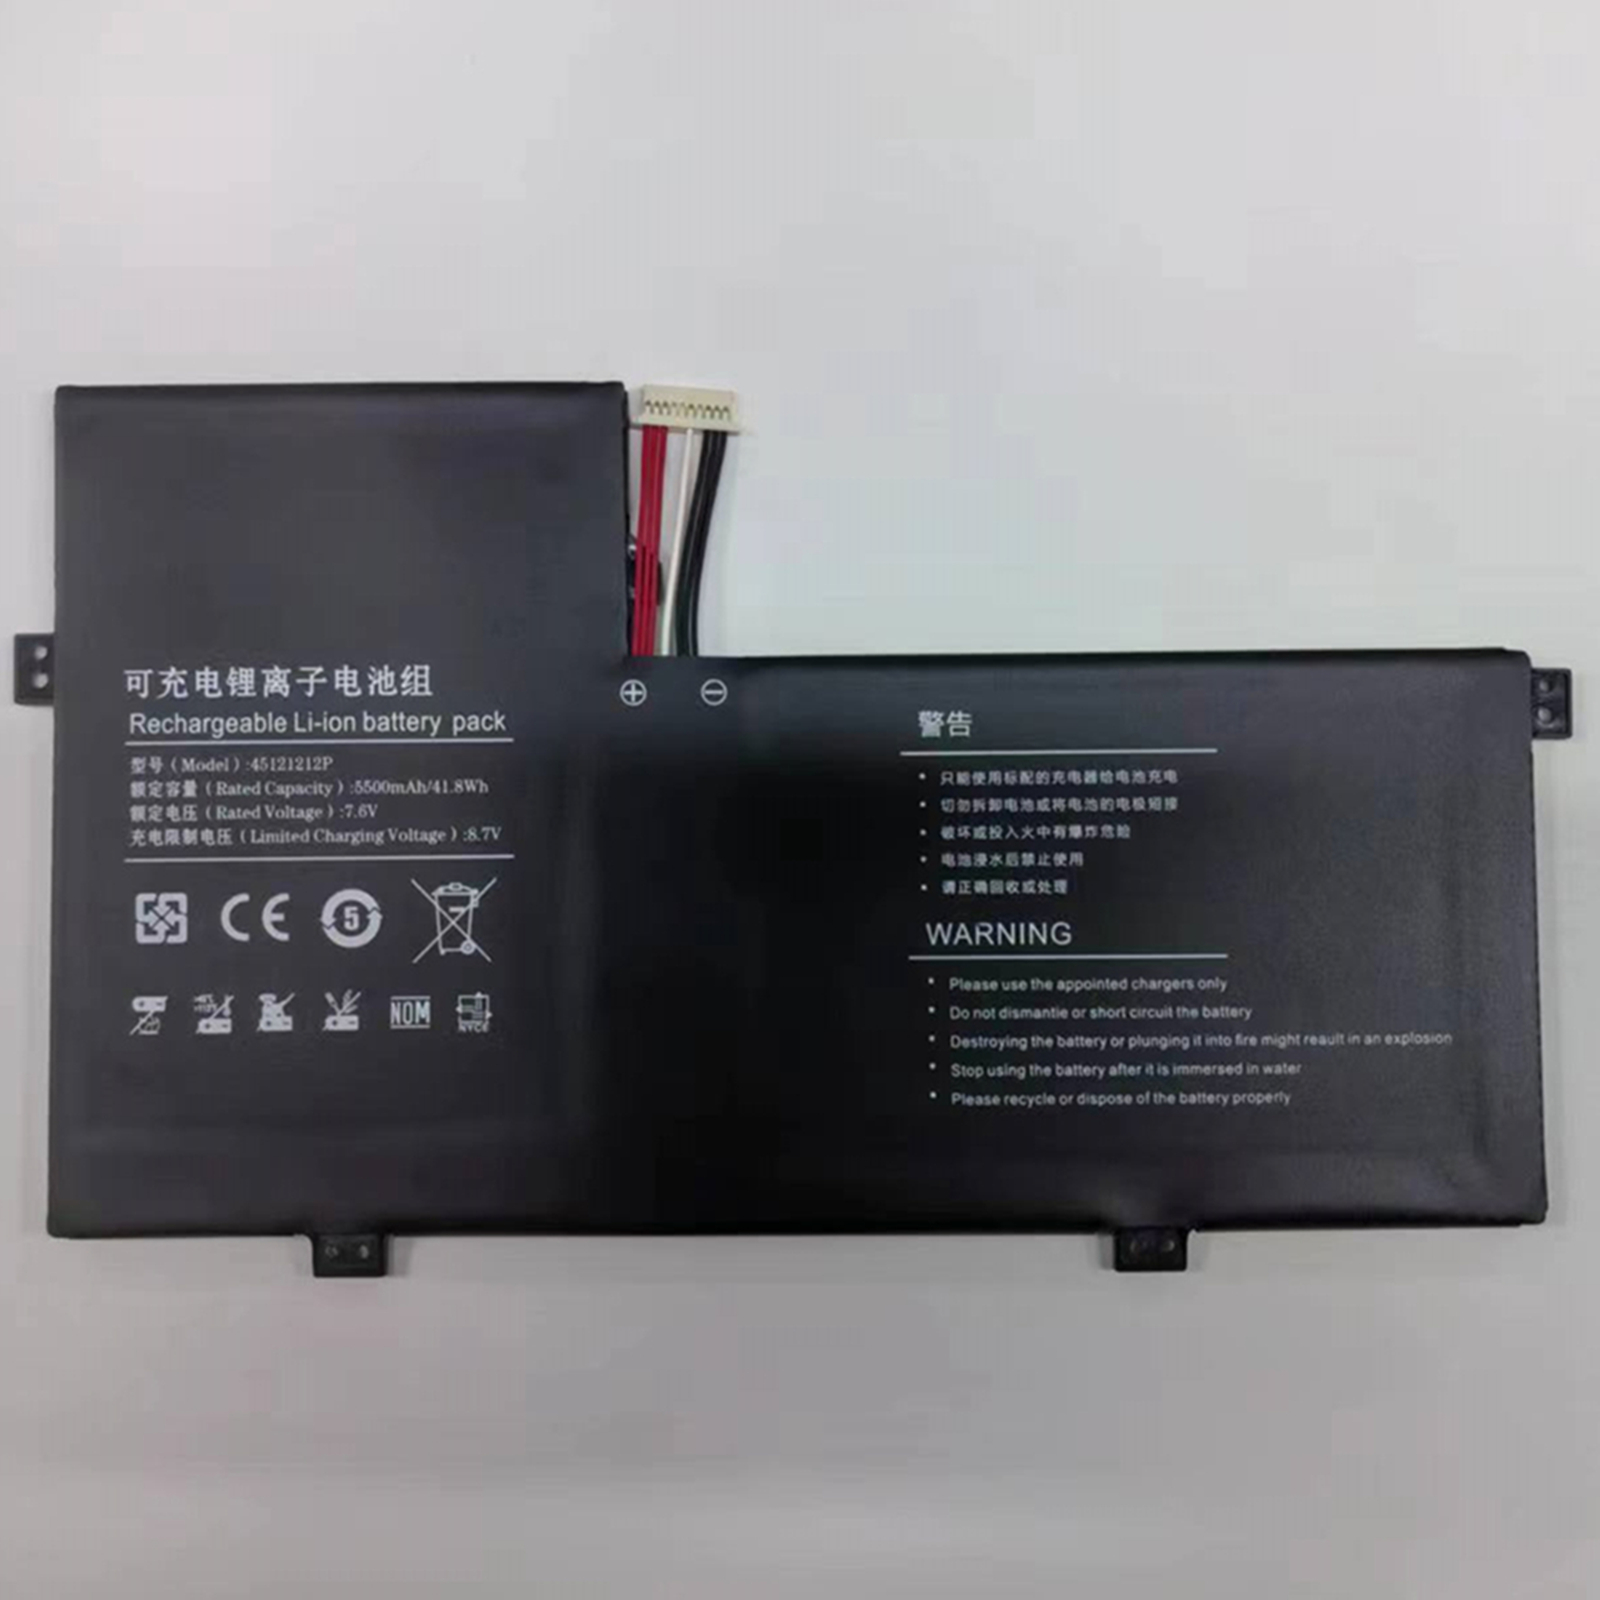 可充电锂离子电池组
Rechargeable Li-ion battery pack
型号 (Model) :45121212P
额定容量 (Rated Capacity) :5500mAh/41.8Wh
额定电压 (Rated Voltage) :7.6V
充电限制电压 (Limited Charging Voltage) :8.7V
CE
5
NOM
NYCE
警告
• 只能使用标配的充电器给电池充电
• 切勿拆卸电池或将电池的电极短接
• 破坏或投入火中有爆炸危险
• 电池浸水后禁止使用
• 请正确回收或处理
WARNING
• Please use the appointed chargers only
• Do not dismantie or short circuit the battery
• Destroying the battery or plunging it into fire might reault in an explosion
• Stop using the battery after it is immersed in water
• Please recycle or dispose of the battery properly